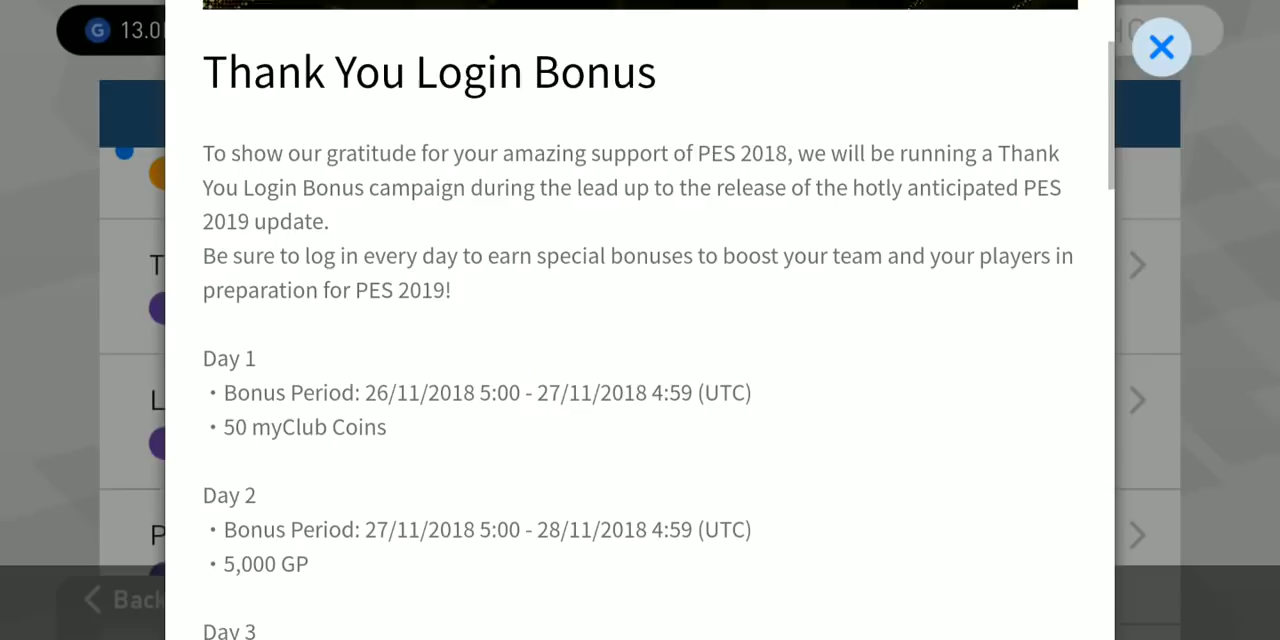 G 13.0
Thank You Login Bonus
To show our gratitude for your amazing support of PES 2018, we will be running a Thank
You Login Bonus campaign during the lead up to the release of the hotly anticipated PES
2019 update.
Be sure to log in every day to earn special bonuses to boost your team and your players in
preparation for PES 2019!
Day 1
・Bonus Period: 26/11/2018 5:00 - 27/11/2018 4:59 (UTC)
・50 myClub Coins
Day 2
・Bonus Period: 27/11/2018 5:00 - 28/11/2018 4:59 (UTC)
・5,000 GP
Day 3
T
L
P
Back